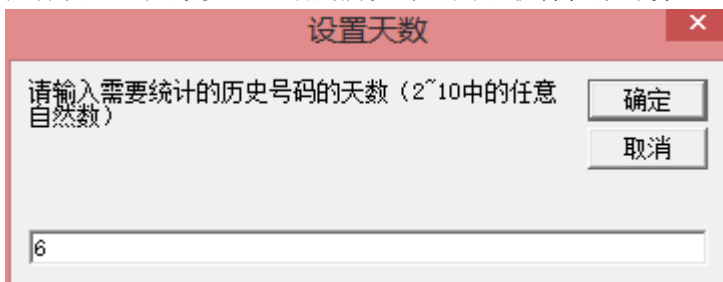 设置天数
×
请输入需要统计的历史号码的天数（2~10中的任意
自然数）
确定
取消
6